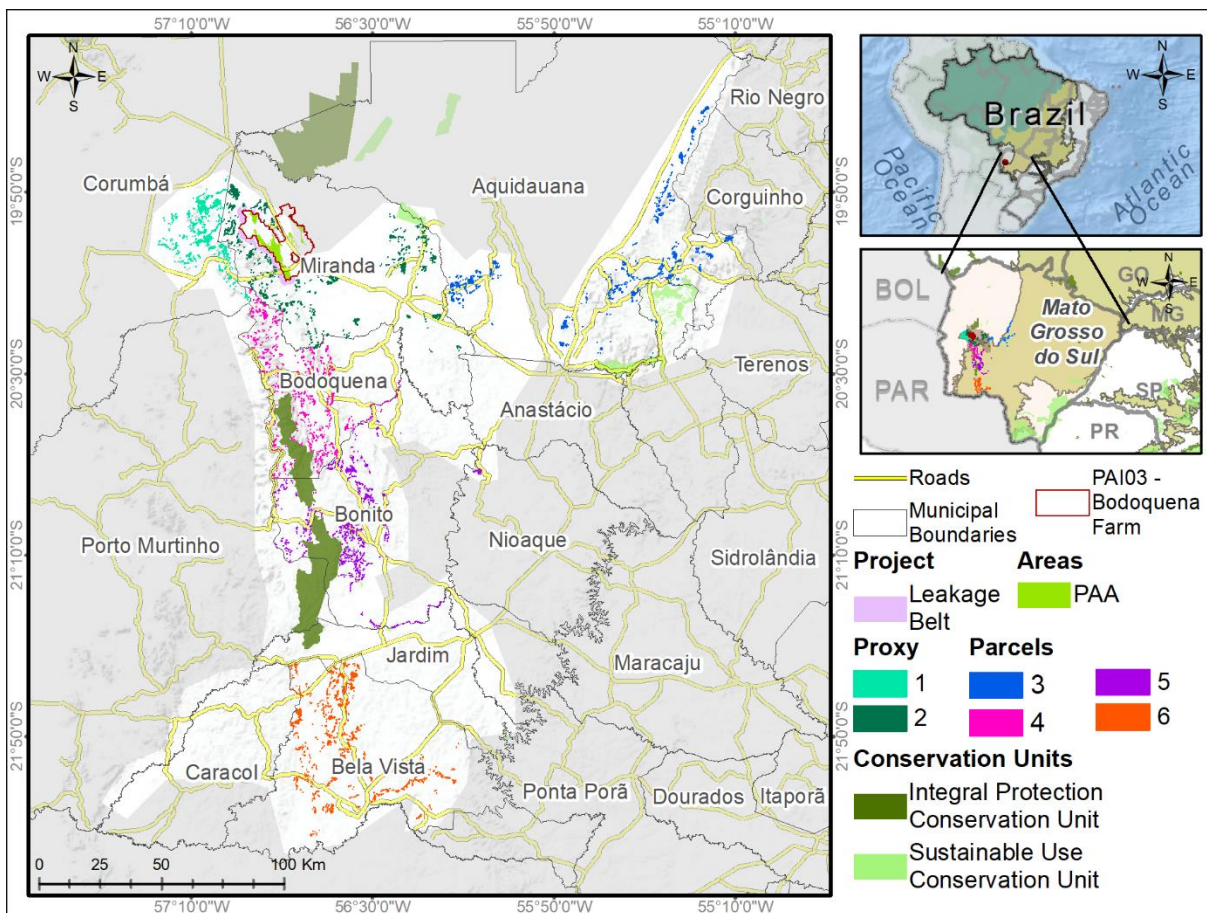 57°10'0"W
56°30'0"W
55°50'0"W
55°10'0"W
N
W E
S
Rio Negro
19°50'0"S
19°50'0"S
Corumbá
Aquidauana
Corguinho
Miranda
20°30'0"S
20°30'0"S
Bodoquena
Terenos
Anastácio
Bonito
Nioaque
Porto Murtinho
Sidrolândia
21°10'0"S
21°10'0"S
Jardim
Maracaju
21°50'0"S
21°50'0"S
Caracol
Bela Vista
Ponta Porã
Dourados
Itaporã
0 25 50 100 Km
57°10'0"W
56°30'0"W
55°50'0"W
55°10'0"W
N
W E
S
Brazil
Pacific
Ocean
Atlantic
Ocean
BOL
GO
N
W E
S
MG
Mato
Grosso
do Sul
PAR
SP
PR
Roads
Municipal
Boundaries
PAI03 -
Bodoquena
Farm
Project Areas
Leakage
Belt
PAA
Proxy Parcels
1 3 5
2 4 6
Conservation Units
Integral Protection
Conservation Unit
Sustainable Use
Conservation Unit